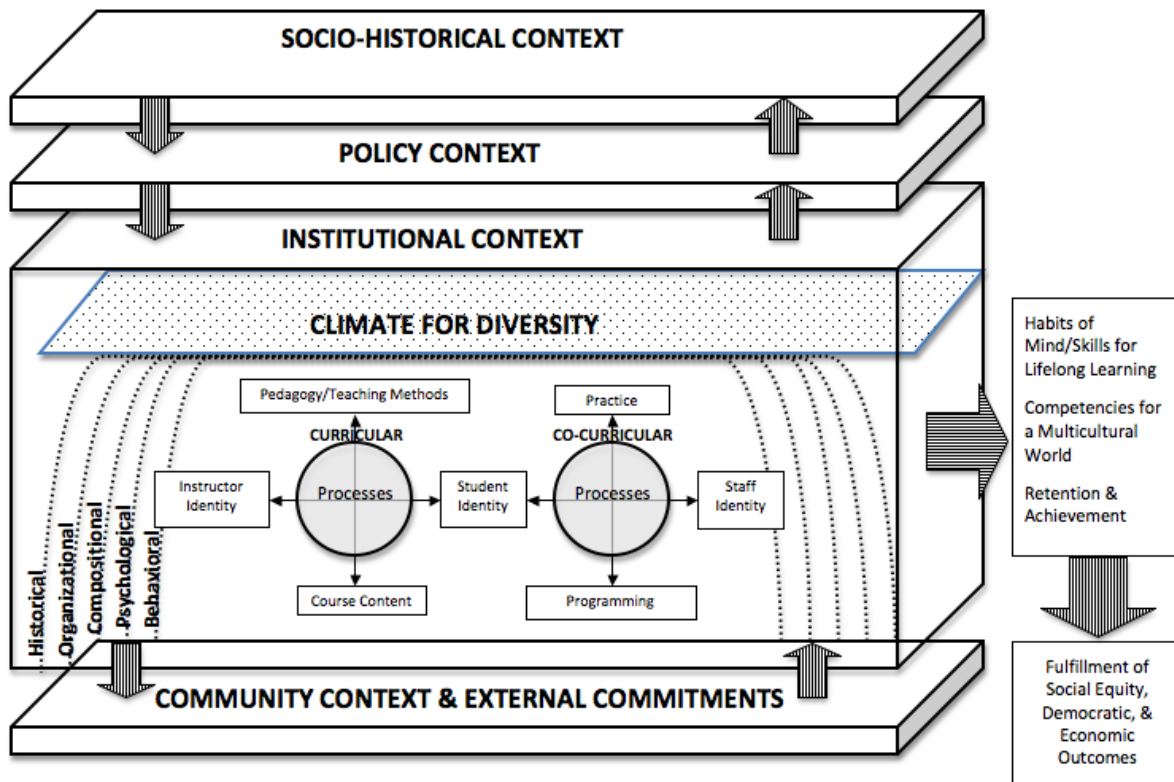 SOCIO-HISTORICAL CONTEXT
POLICY CONTEXT
INSTITUTIONAL CONTEXT
CLIMATE FOR DIVERSITY
Pedagogy/Teaching Methods
CURRICULAR
Processes
Instructor
Identity
Student
Identity
Course Content
Practice
CO-CURRICULAR
Processes
Staff
Identity
Programming
Historical
Organizational
Compositional
Psychological
Behavioral
COMMUNITY CONTEXT & EXTERNAL COMMITMENTS
Habits of
Mind/Skills for
Lifelong Learning
Competencies for
a Multicultural
World
Retention &
Achievement
Fulfillment of
Social Equity,
Democratic, &
Economic
Outcomes